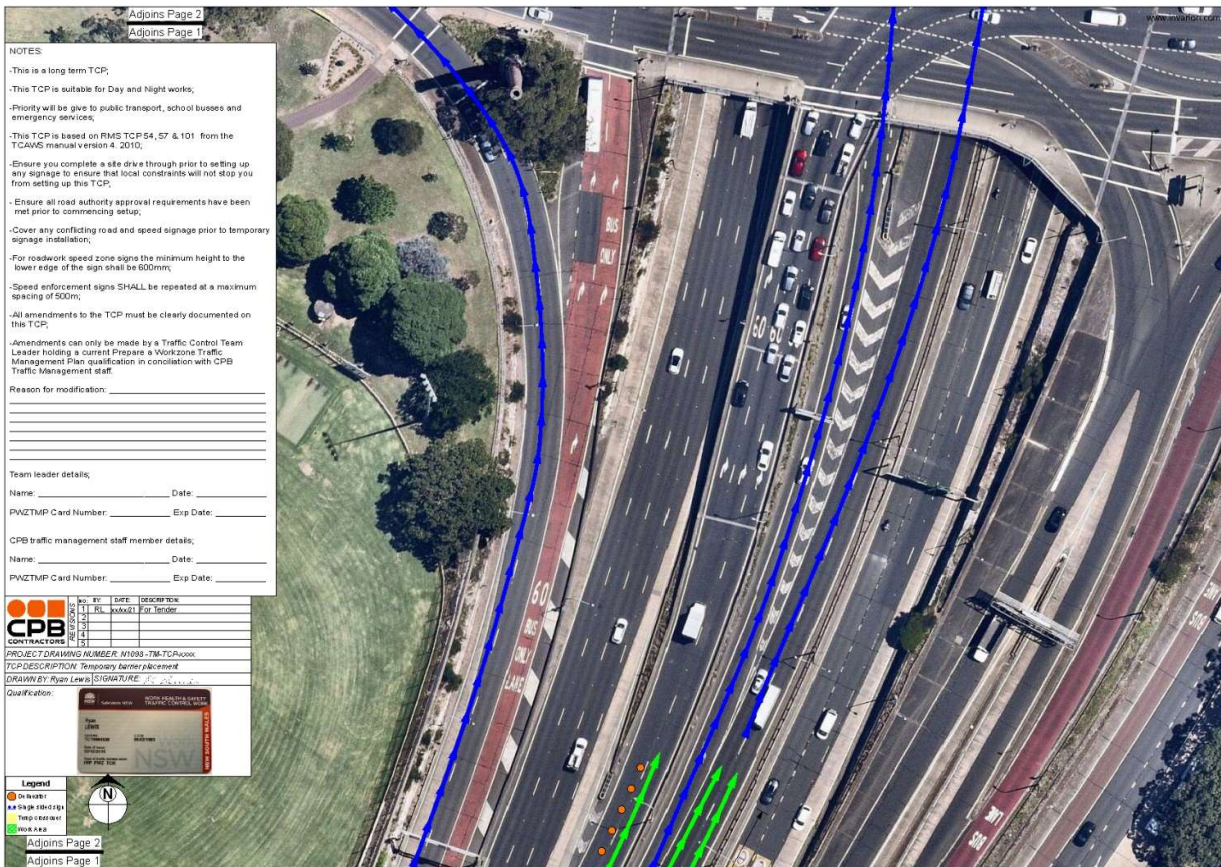 Adjoins Page 2
Adjoins Page 1
www.invarion.com
NOTES:
-This is a long term TCP;
-This TCP is suitable for Day and Night works;
-Priority will be give to public transport, school busses and
emergency services;
-This TCP is based on RMS TCP 54, 57 & 101 from the
TCAWS manual version 4. 2010;
-Ensure you complete a site drive through prior to setting up
any signage to ensure that local constraints will not stop you
from setting up this TCP;
- Ensure all road authority approval requirements have been
met prior to commencing setup;
-Cover any conflicting road and speed signage prior to temporary
signage installation;
-For roadwork speed zone signs the minimum height to the
lower edge of the sign shall be 600mm;
-Speed enforcement signs SHALL be repeated at a maximum
spacing of 500m;
-All amendments to the TCP must be clearly documented on
this TCP;
-Amendments can only be made by a Traffic Control Team
Leader holding a current Prepare a Workzone Traffic
Management Plan qualification in conciliation with CPB
Traffic Management staff.
Reason for modification:
Team leader details;
Name: Date:
PWZTMP Card Number: Exp Date:
CPB traffic management staff member details;
Name: Date:
PWZTMP Card Number: Exp Date:
CPB
CONTRACTORS
REVISIONS
NO: BY: DATE: DESCRIPTION:
1 RL xx/xx/21 For Tender
2
3
4
5
PROJECT DRAWING NUMBER: N1098-TM-TCP-xxxx
TCP DESCRIPTION: Temporary barrier placement
DRAWN BY: Ryan Lewis SIGNATURE:
Qualification:
WORK HEALTH & SAFETY
TRAFFIC CONTROL WORK
Ryan
LEWIS
NSW
NEW SOUTH WALES
Legend
Delineator
Single sided sign
Work Area
N
Adjoins Page 2
Adjoins Page 1
BUS
ONLY
60
60
60
BUS
ONLY
LANE
LANE
BUS
LANE
BUS